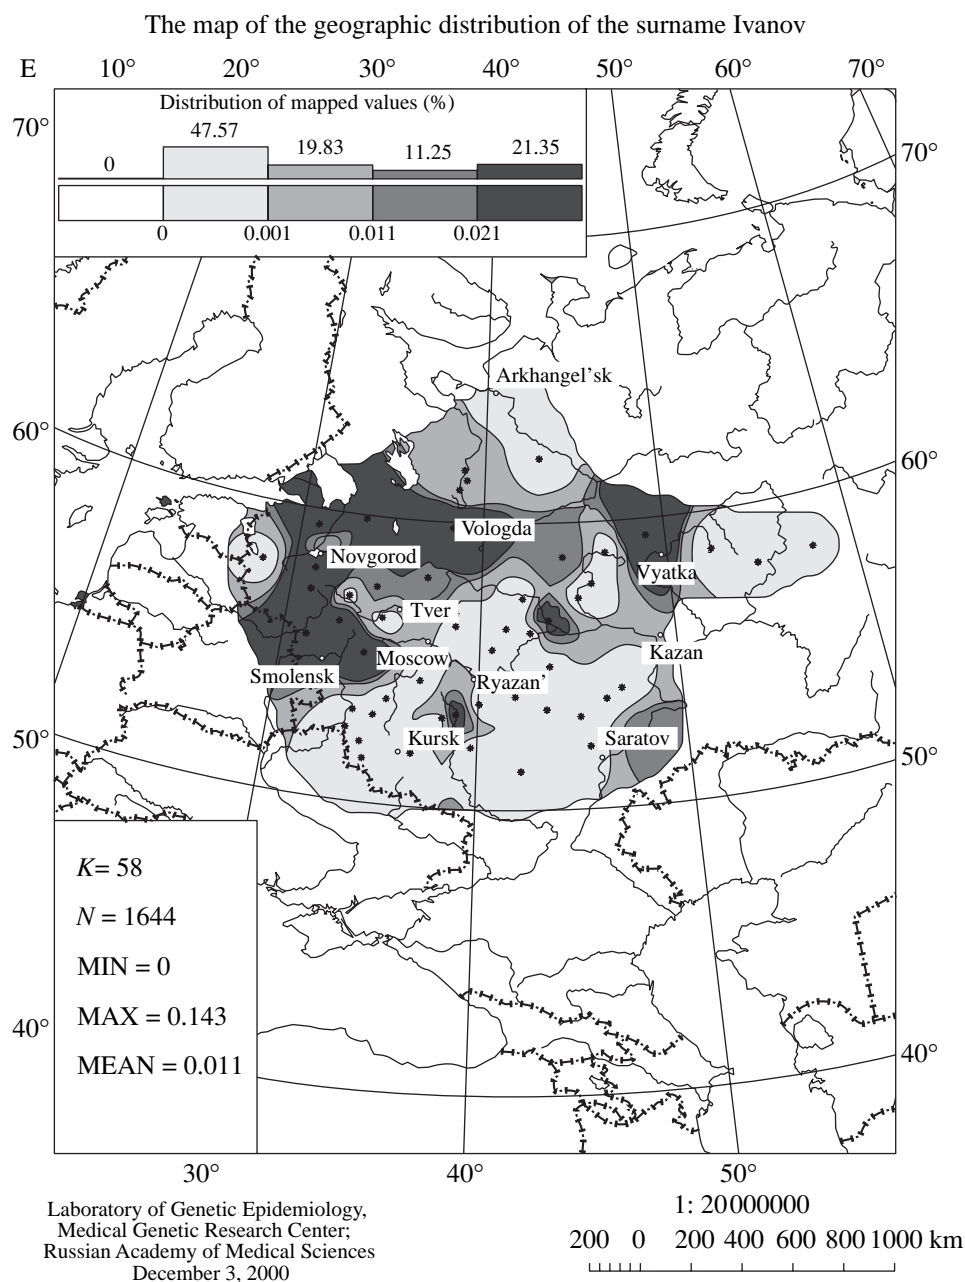 The map of the geographic distribution of the surname Ivanov
E 10° 20° 30° 40° 50° 60° 70°
Distribution of mapped values (%)
0 47.57 19.83 11.25 21.35
0 0.001 0.011 0.021
70° 70°
Arkhangel’sk
60° 60°
Vologda
Novgorod
Vyatka
Tver
Moscow
Kazan
Smolensk
Ryazan’
Kursk
Saratov
50° 50°
K= 58
N = 1644
MIN = 0
MAX = 0.143
MEAN = 0.011
40° 40°
30° 40° 50°
Laboratory of Genetic Epidemiology,
Medical Genetic Research Center;
Russian Academy of Medical Sciences
December 3, 2000
1: 20000000
200 0 200 400 600 800 1000 km